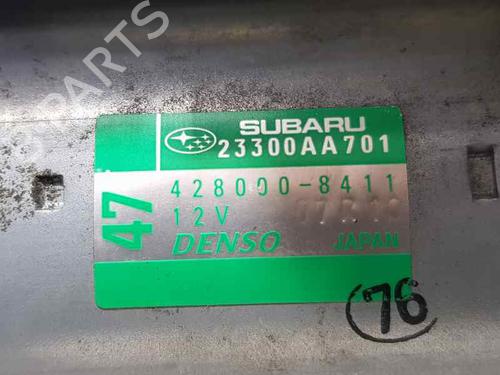 SUBARU
23300AA701
47
428000-8411
12V
DENSO JAPAN
76